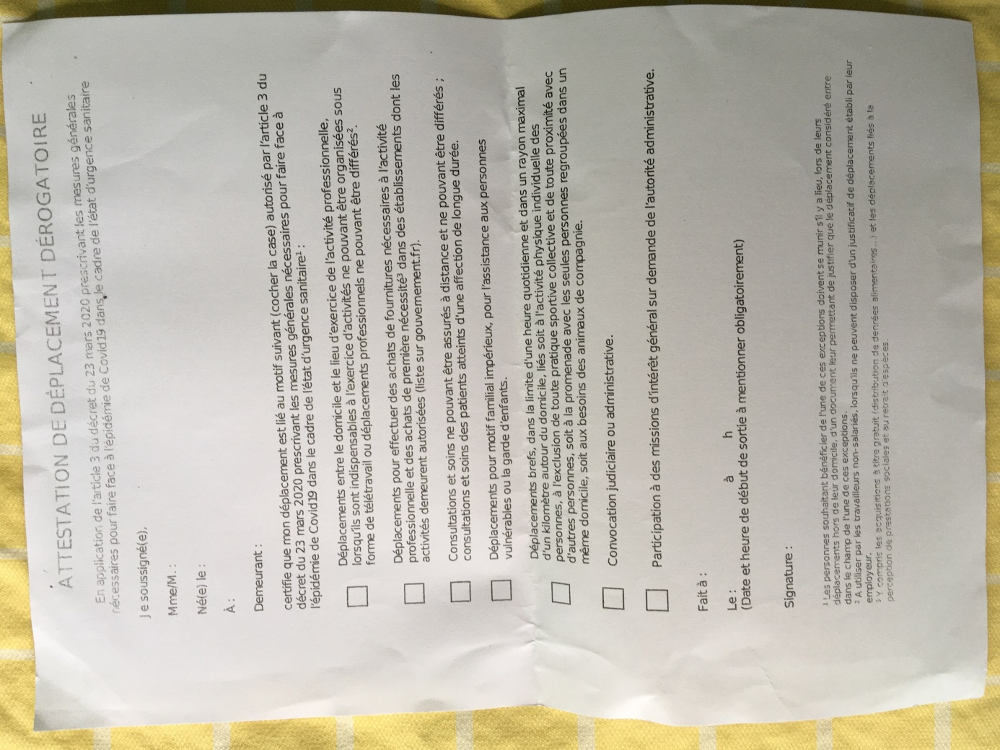 ATTESTATION DE DÉPLACEMENT DÉROGATOIRE
En application de l'article 3 du décret du 23 mars 2020 prescrivant les mesures générales
nécessaires pour faire face à l'épidémie de Covid19 dans le cadre de l'état d'urgence sanitaire
Je soussigné(e),
Mme/M. :
Né(e) le :
À :
Demeurant :
certifie que mon déplacement est lié au motif suivant (cocher la case) autorisé par l'article 3 du
décret du 23 mars 2020 prescrivant les mesures générales nécessaires pour faire face à
l'épidémie de Covid19 dans le cadre de l'état d'urgence sanitaire¹ :
Déplacements entre le domicile et le lieu d'exercice de l'activité professionnelle,
lorsqu'ils sont indispensables à l'exercice d'activités ne pouvant être organisées sous
forme de télétravail ou déplacements professionnels ne pouvant être différés².
Déplacements pour effectuer des achats de fournitures nécessaires à l'activité
professionnelle et des achats de première nécessité³ dans des établissements dont les
activités demeurent autorisées (liste sur gouvernement.fr).
Consultations et soins ne pouvant être assurés à distance et ne pouvant être différés ;
consultations et soins des patients atteints d'une affection de longue durée.
Déplacements pour motif familial impérieux, pour l'assistance aux personnes
vulnérables ou la garde d'enfants.
Déplacements brefs, dans la limite d'une heure quotidienne et dans un rayon maximal
d'un kilomètre autour du domicile, liés soit à l'activité physique individuelle des
personnes, à l'exclusion de toute pratique sportive collective et de toute proximité avec
d'autres personnes, soit à la promenade avec les seules personnes regroupées dans un
même domicile, soit aux besoins des animaux de compagnie.
Convocation judiciaire ou administrative.
Participation à des missions d'intérêt général sur demande de l'autorité administrative.
Fait à :
Le : à h
(Date et heure de début de sortie à mentionner obligatoirement)
Signature :
¹ Les personnes souhaitant bénéficier de l'une de ces exceptions doivent se munir s'il y a lieu, lors de leurs
déplacements hors de leur domicile, d'un document leur permettant de justifier que le déplacement considéré entre
dans le champ de l'une de ces exceptions.
² A utiliser par les travailleurs non-salariés, lorsqu'ils ne peuvent disposer d'un justificatif de déplacement établi par leur
employeur.
³ Y compris les acquisitions à titre gratuit (distribution de denrées alimentaires...) et les déplacements liés à la
perception de prestations sociales et au retrait d'espèces.